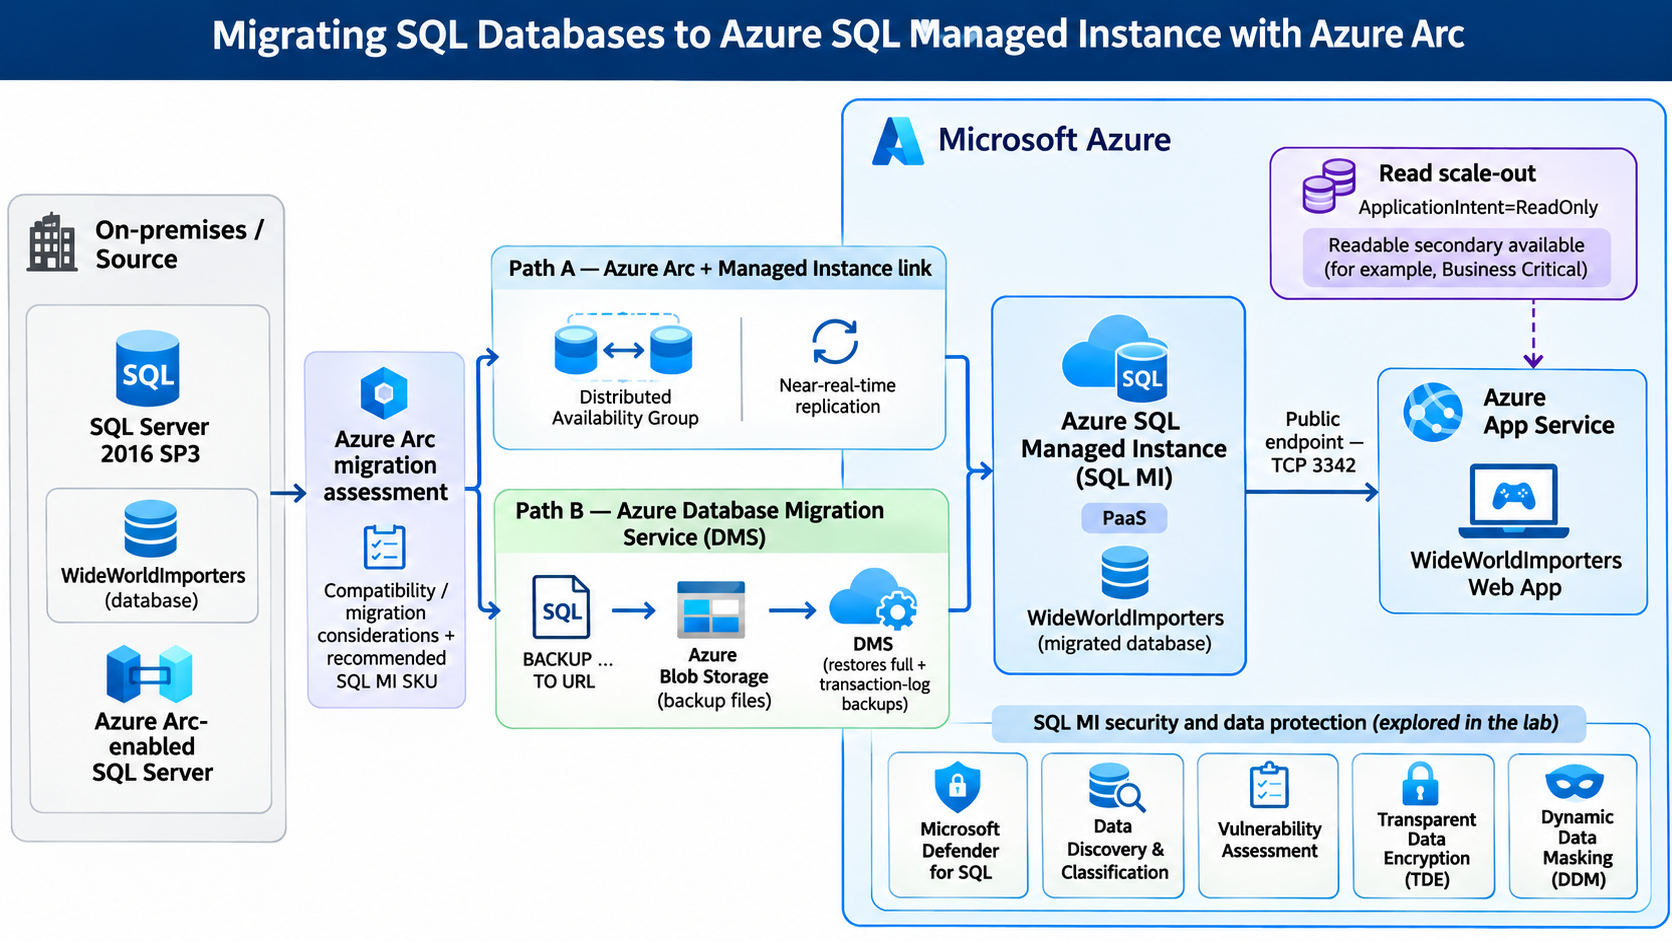 Migrating SQL Databases to Azure SQL Managed Instance with Azure Arc
On-premises /
Source
SQL
SQL Server
2016 SP3
WideWorldImporters
(database)
Azure Arc-
enabled
SQL Server
Azure Arc
migration
assessment
Compatibility /
migration
considerations +
recommended
SQL MI SKU
Path A — Azure Arc + Managed Instance link
Distributed
Availability Group
Near-real-time
replication
Path B — Azure Database Migration
Service (DMS)
SQL
BACKUP ...
TO URL
Azure
Blob Storage
(backup files)
DMS
(restores full +
transaction-log
backups)
Microsoft Azure
SQL
Azure SQL
Managed Instance
(SQL MI)
PaaS
WideWorldImporters
(migrated database)
Public
endpoint —
TCP 3342
Read scale-out
ApplicationIntent=ReadOnly
Readable secondary available
(for example, Business Critical)
Azure
App Service
WideWorldImporters
Web App
SQL MI security and data protection (explored in the lab)
Microsoft
Defender
for SQL
Data
Discovery &
Classification
Vulnerability
Assessment
Transparent
Data
Encryption
(TDE)
Dynamic
Data
Masking
(DDM)